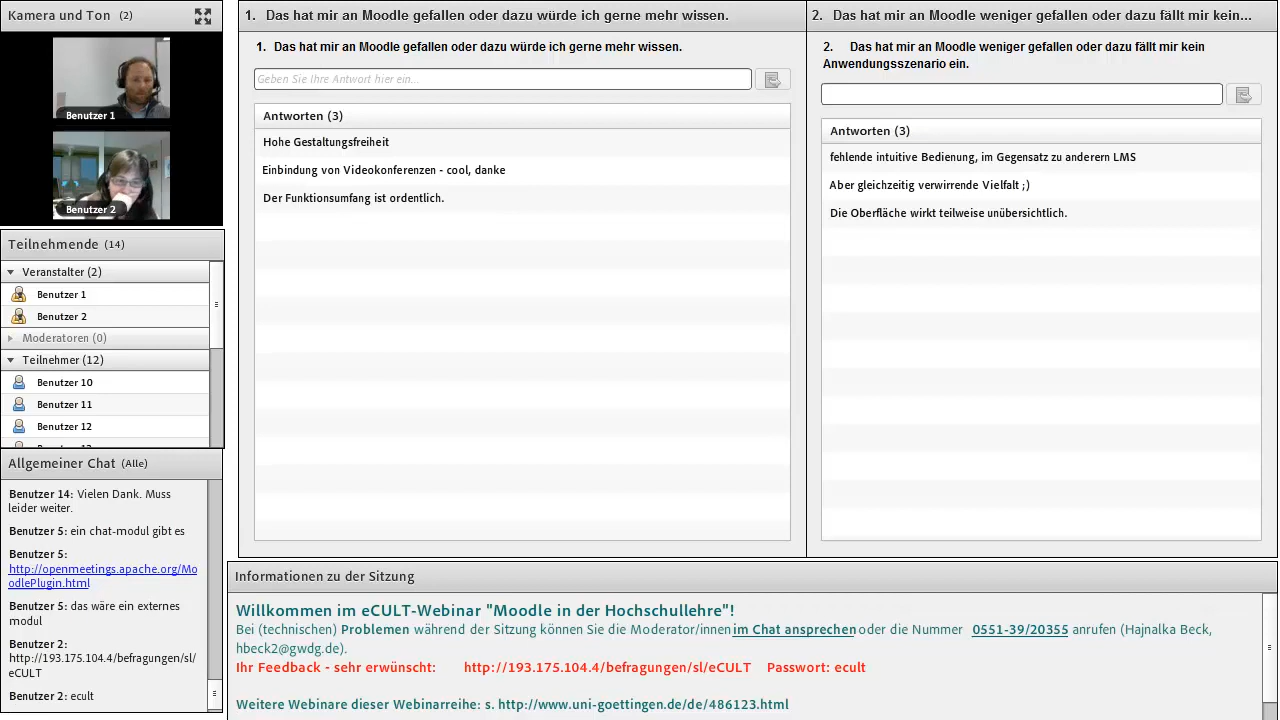 Kamera und Ton (2)
Benutzer 1
Benutzer 2
Teilnehmende (14)
Veranstalter (2)
Benutzer 1
Benutzer 2
Moderatoren (0)
Teilnehmer (12)
Benutzer 10
Benutzer 11
Benutzer 12
Allgemeiner Chat (Alle)
Benutzer 14: Vielen Dank. Muss
leider weiter.
Benutzer 5: ein chat-modul gibt es
Benutzer 5:
http://openmeetings.apache.org/Mo
odlePlugin.html
Benutzer 5: das wäre ein externes
modul
Benutzer 2:
http://193.175.104.4/befragungen/sl/
eCULT
Benutzer 2: ecult
1. Das hat mir an Moodle gefallen oder dazu würde ich gerne mehr wissen.
1. Das hat mir an Moodle gefallen oder dazu würde ich gerne mehr wissen.
Geben Sie Ihre Antwort hier ein...
Antworten (3)
Hohe Gestaltungsfreiheit
Einbindung von Videokonferenzen - cool, danke
Der Funktionsumfang ist ordentlich.
2. Das hat mir an Moodle weniger gefallen oder dazu fällt mir kein...
2. Das hat mir an Moodle weniger gefallen oder dazu fällt mir kein
Anwendungsszenario ein.
Antworten (3)
fehlende intuitive Bedienung, im Gegensatz zu anderern LMS
Aber gleichzeitig verwirrende Vielfalt ;)
Die Oberfläche wirkt teilweise unübersichtlich.
Informationen zu der Sitzung
Willkommen im eCULT-Webinar "Moodle in der Hochschullehre"!
Bei (technischen) Problemen während der Sitzung können Sie die Moderator/innen im Chat ansprechen oder die Nummer 0551-39/20355 anrufen (Hajnalka Beck,
hbeck2@gwdg.de).
Ihr Feedback - sehr erwünscht: http://193.175.104.4/befragungen/sl/eCULT Passwort: ecult
Weitere Webinare dieser Webinarreihe: s. http://www.uni-goettingen.de/de/486123.html